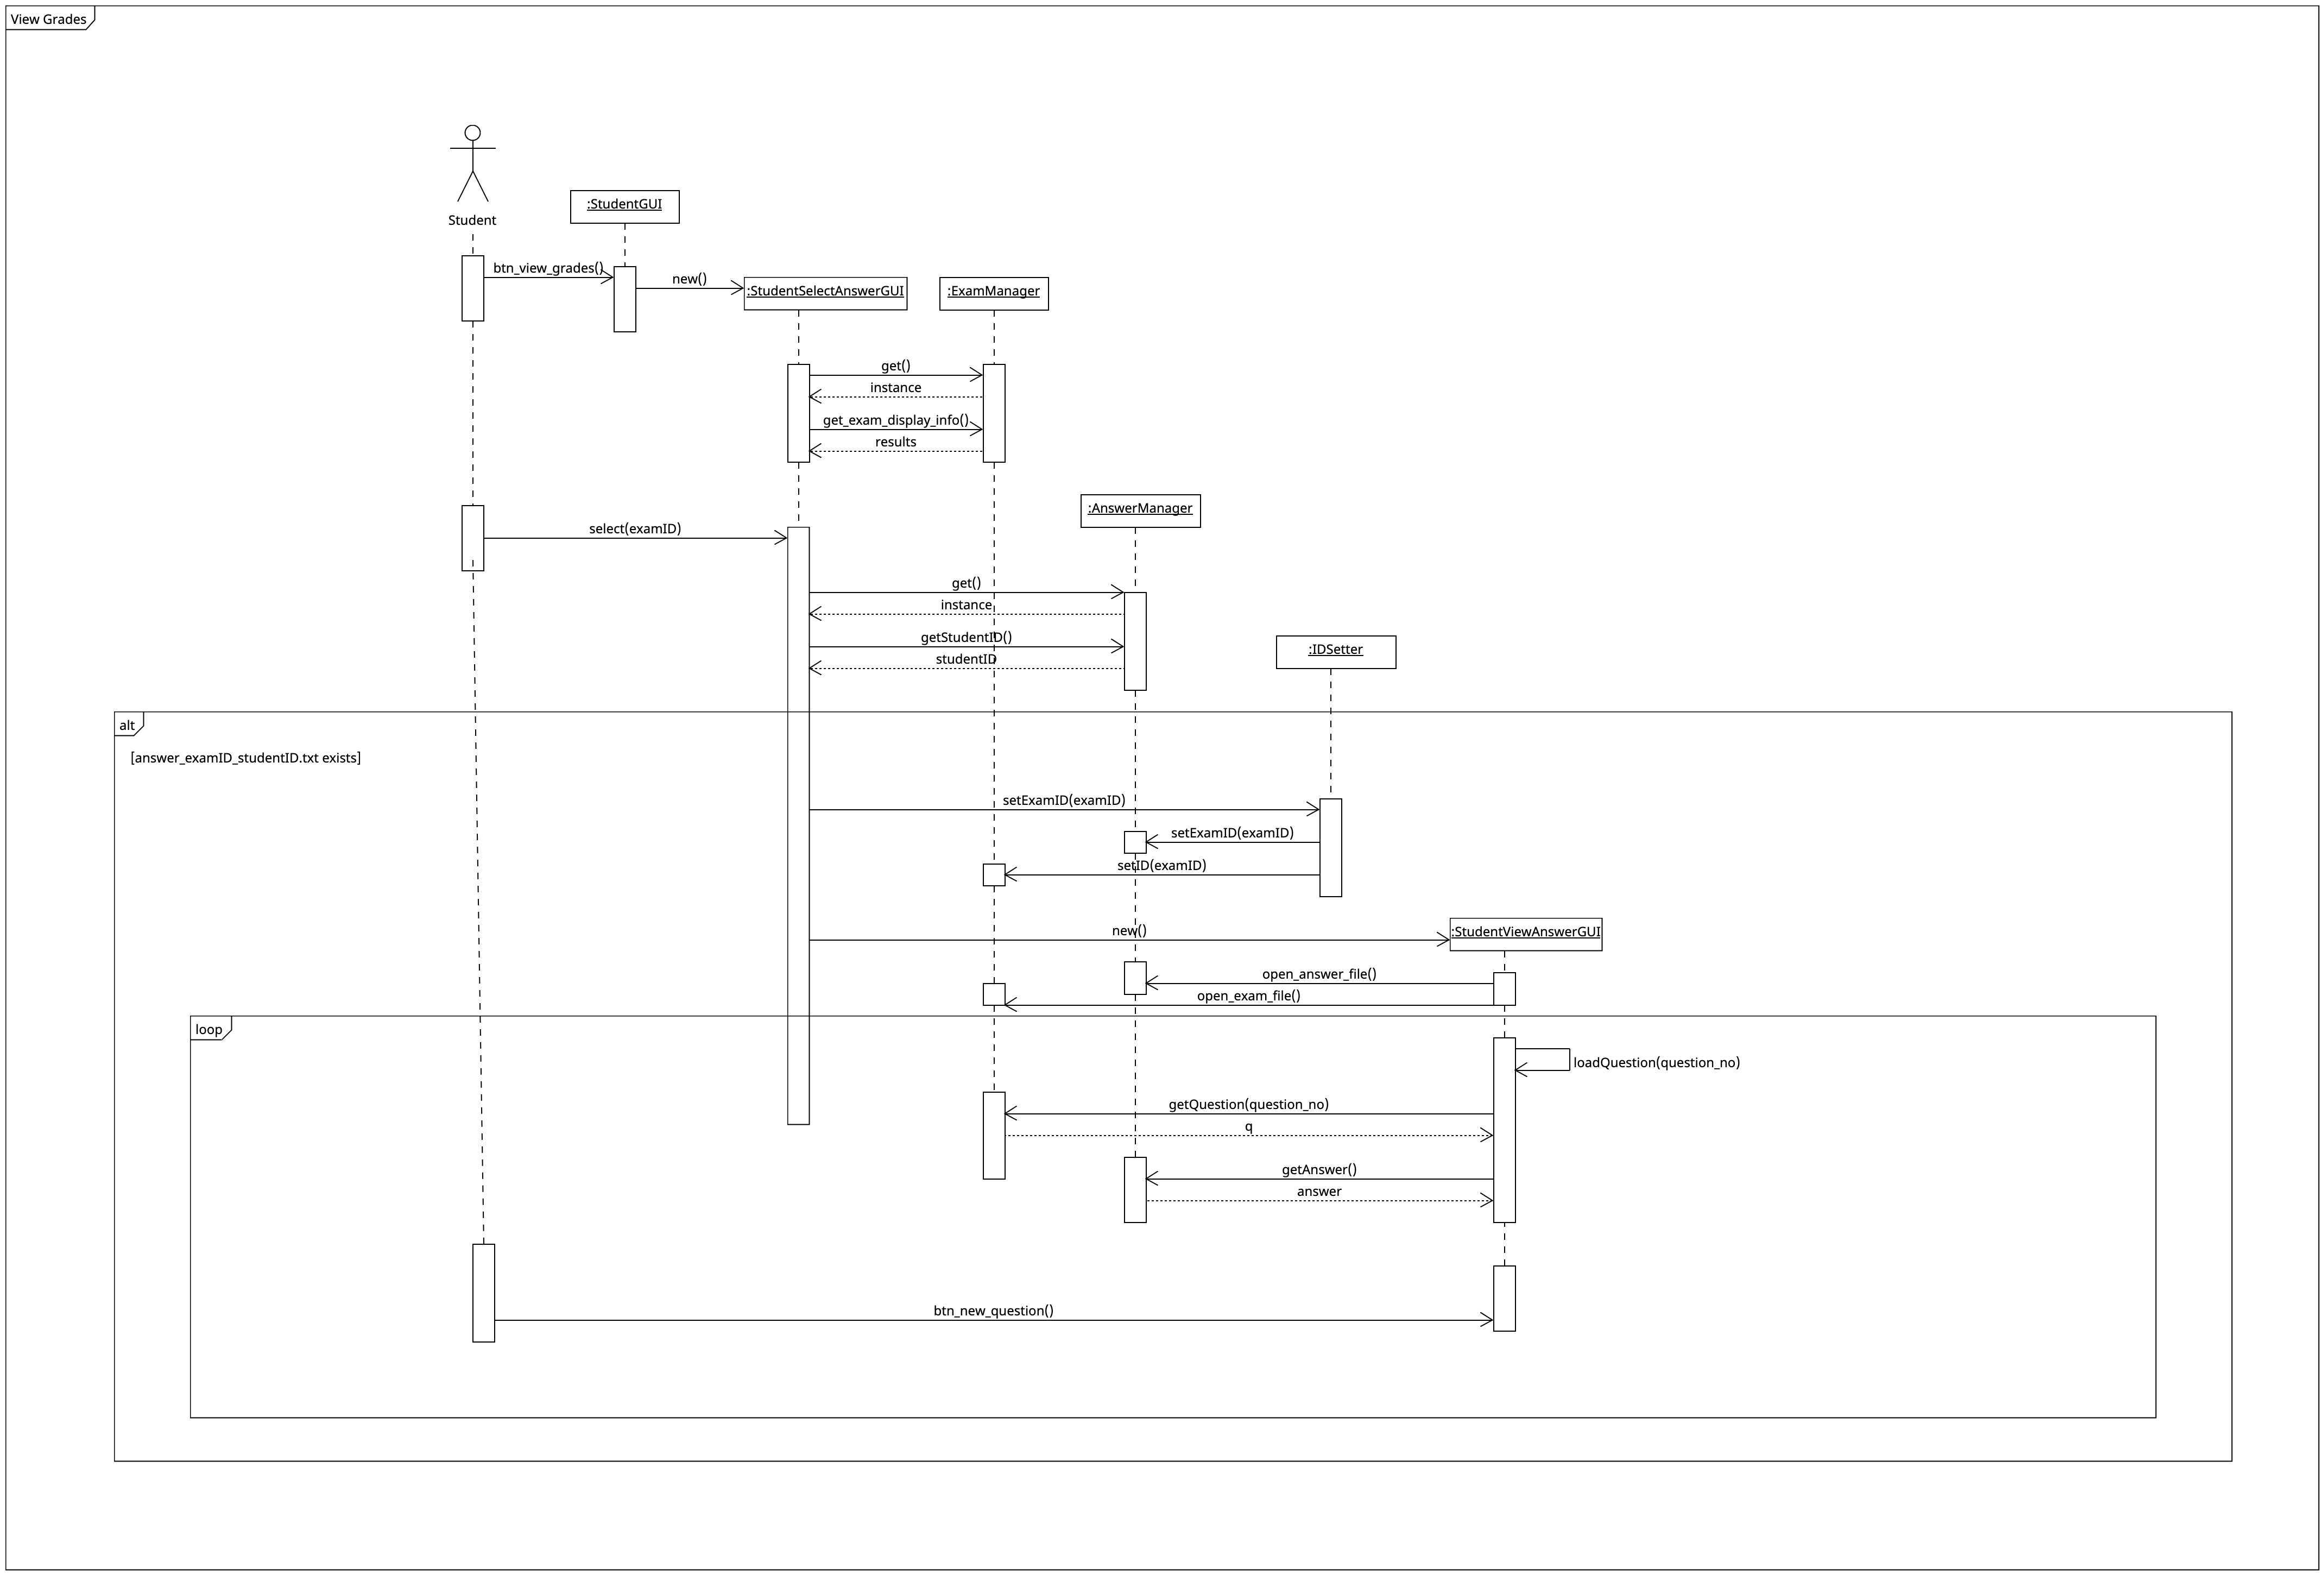 View Grades
Student
:StudentGUI
btn_view_grades()
new()
:StudentSelectAnswerGUI
:ExamManager
get()
instance
get_exam_display_info()
results
:AnswerManager
select(examID)
get()
instance
getStudentID()
studentID
:IDSetter
alt
[answer_examID_studentID.txt exists]
setExamID(examID)
setExamID(examID)
setID(examID)
new()
:StudentViewAnswerGUI
open_answer_file()
open_exam_file()
loop
loadQuestion(question_no)
getQuestion(question_no)
q
getAnswer()
answer
btn_new_question()